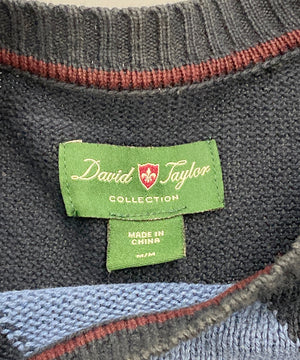 David Taylor
COLLECTION
MADE IN
CHINA
M/M